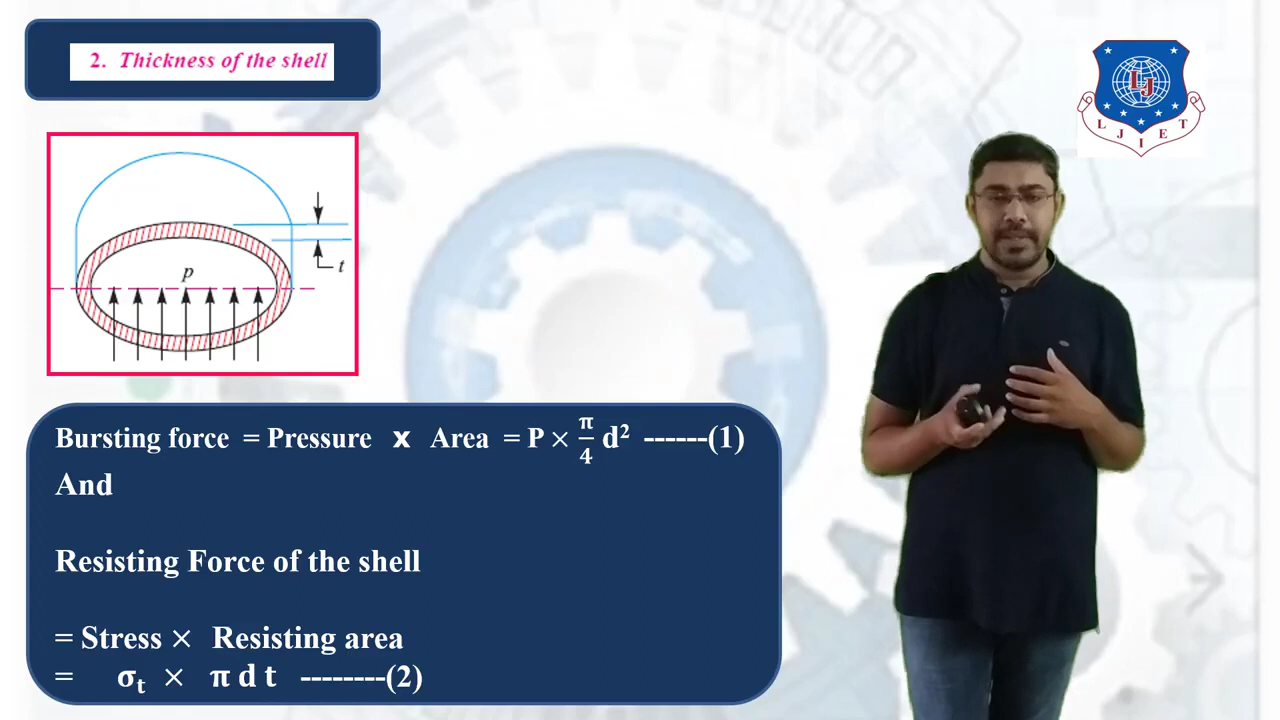 2. Thickness of the shell
LJ
L J I E T
p
t
Bursting force = Pressure x Area = P × π/4 d² ------(1)
And
Resisting Force of the shell
= Stress × Resisting area
= σₜ × π d t --------(2)